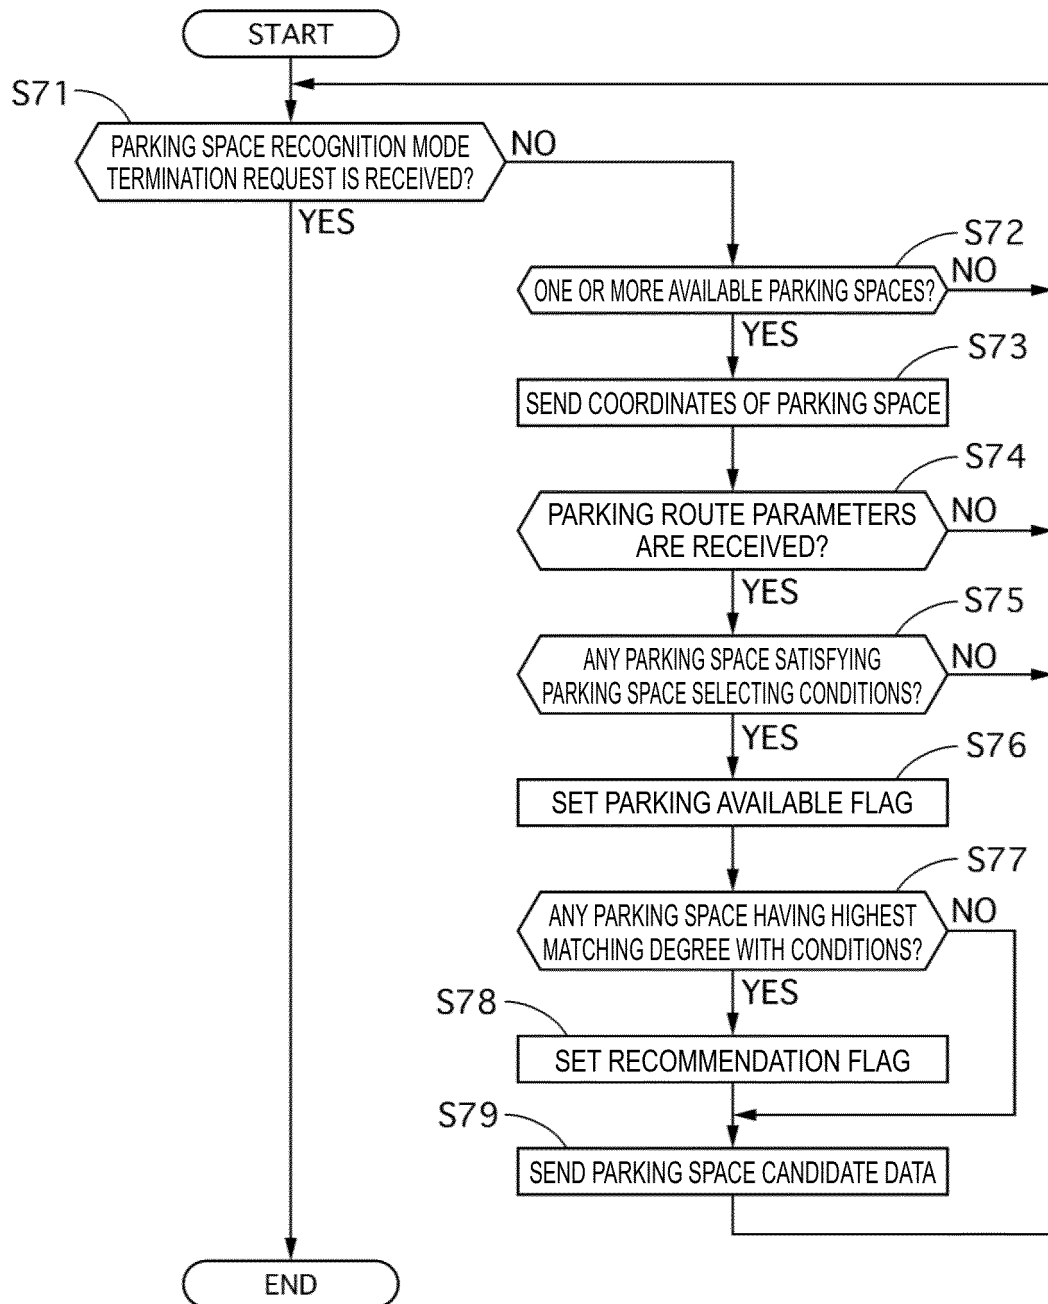 START
S71
PARKING SPACE RECOGNITION MODE
TERMINATION REQUEST IS RECEIVED?
NO
YES
S72
ONE OR MORE AVAILABLE PARKING SPACES?
NO
YES
S73
SEND COORDINATES OF PARKING SPACE
S74
PARKING ROUTE PARAMETERS
ARE RECEIVED?
NO
YES
S75
ANY PARKING SPACE SATISFYING
PARKING SPACE SELECTING CONDITIONS?
NO
YES
S76
SET PARKING AVAILABLE FLAG
S77
ANY PARKING SPACE HAVING HIGHEST
MATCHING DEGREE WITH CONDITIONS?
NO
YES
S78
SET RECOMMENDATION FLAG
S79
SEND PARKING SPACE CANDIDATE DATA
END